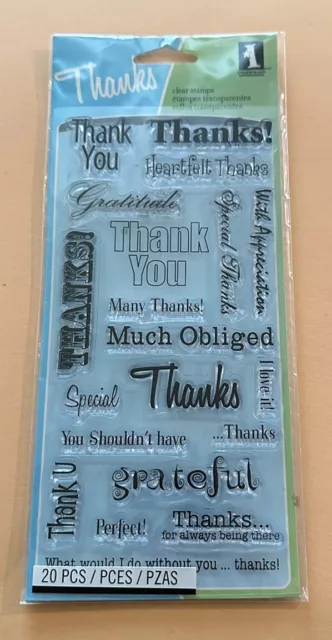 Thanks
clear stamps
étampes transparentes
sellos transparentes
Thank
You
Thanks!
Heartfelt Thanks
Gratitude
Special Thanks
With Appreciation
THANKS!
Thank
You
Many Thanks!
Much Obliged
I love it!
Special
Thanks
You Shouldn't have
...Thanks
Thank U
grateful
Perfect!
Thanks...
for always being there
What would I do without you ... thanks!
20 PCS / PCES / PZAS